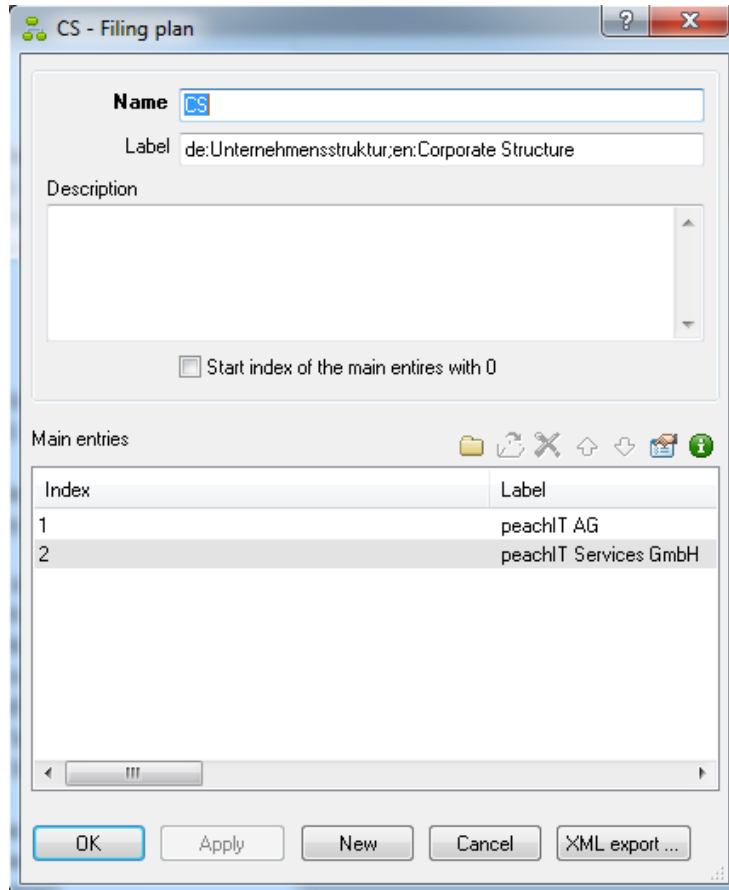 CS - Filing plan
Name CS
Label de:Unternehmensstruktur;en:Corporate Structure
Description
Start index of the main entires with 0
Main entries
Index Label
1 peachIT AG
2 peachIT Services GmbH
OK Apply New Cancel XML export ...